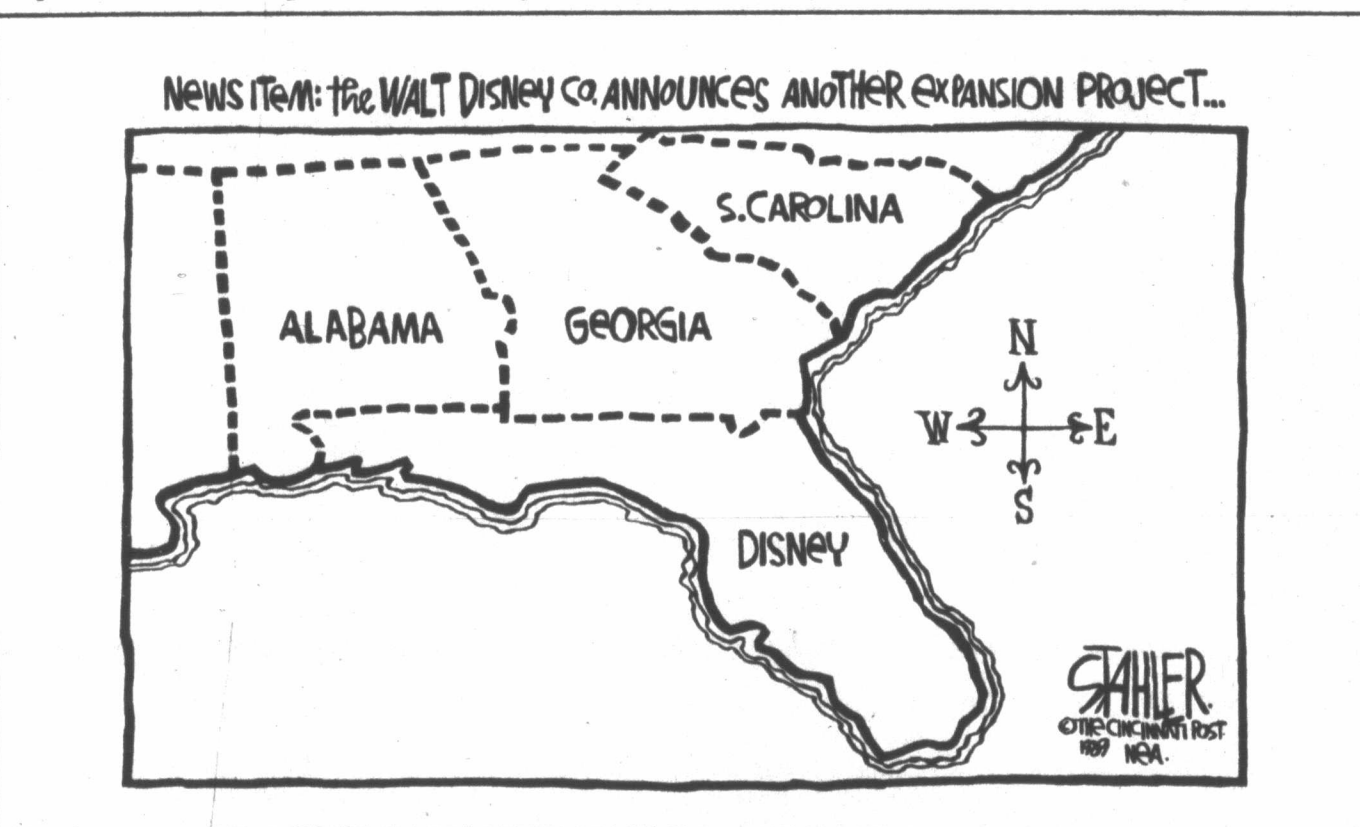 NEWS ITEM: the WALT DISNEY CO. ANNOUNCES ANOTHER EXPANSION PROJECT...
S. CAROLINA
ALABAMA
GEORGIA
N
W E
S
DISNEY
STAHLER.
© THE CINCINNATI POST
1989 NEA.